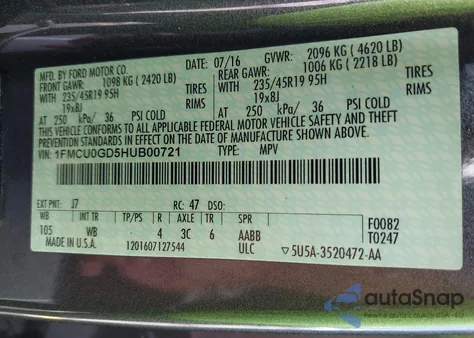 MFD. BY FORD MOTOR CO.
07/16 GVWR: 2096 KG ( 4620 LB)
FRONT GAWR: 1098 KG ( 2420 LB) REAR GAWR: 1006 KG ( 2218 LB)
WITH 235/45R19 95H TIRES WITH 235/45R19 95H TIRES
19x8J RIMS 19x8J RIMS
AT 250 kPa/ 36 PSI COLD AT 250 kPa/ 36 PSI COLD
THIS VEHICLE CONFORMS TO ALL APPLICABLE FEDERAL MOTOR VEHICLE SAFETY, BUMPER, AND THEFT PREVENTION STANDARDS IN EFFECT ON THE
DATE OF MANUFACTURE SHOWN ABOVE.
VIN: 1FMCU0GD5HUB00721 TYPE: MPV
EXT PNT: J7 RC: 47 DSO:
WB INT TR TP/PS R AXLE TR SPR
105 WB 4 3C 6 AABB
F0082
T0247
MADE IN U.S.A. 1201607127544 ULC ▽5U5A-3520472-AA
autoSnap